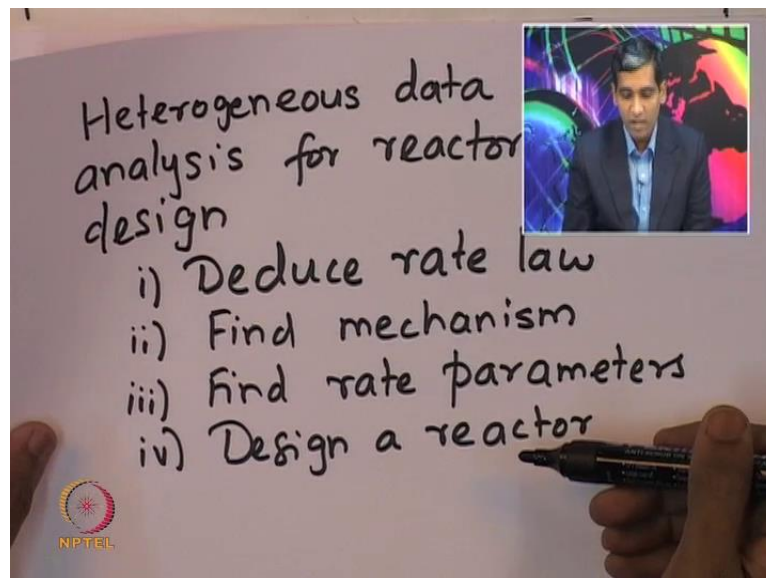 Heterogeneous data
analysis for reactor
design
i) Deduce rate law
ii) Find mechanism
iii) Find rate parameters
iv) Design a reactor
NPTEL